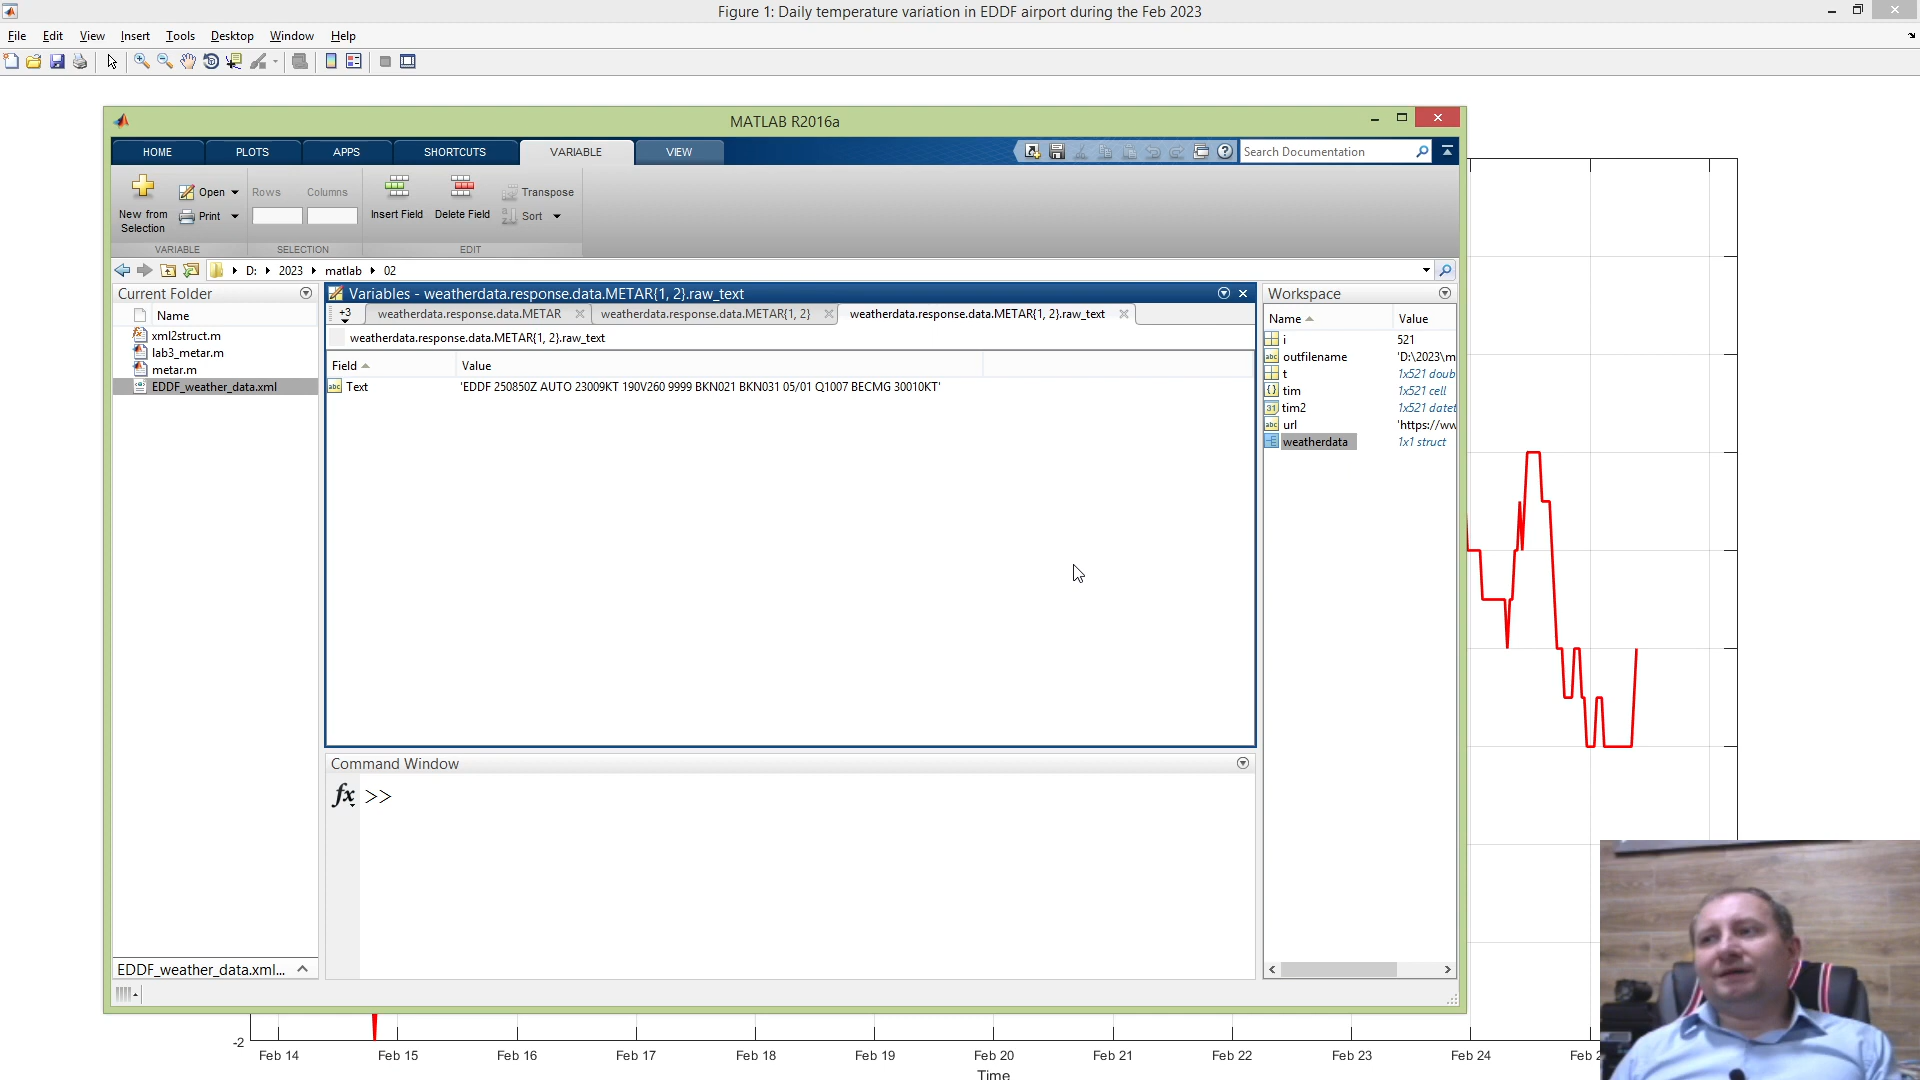 Figure 1: Daily temperature variation in EDDF airport during the Feb 2023
File Edit View Insert Tools Desktop Window Help
MATLAB R2016a
HOME PLOTS APPS SHORTCUTS VARIABLE VIEW
Search Documentation
New from Selection
Open
Print
Rows Columns
Insert Field
Delete Field
Transpose
Sort
VARIABLE SELECTION EDIT
D: 2023 matlab 02
Current Folder
Name
xml2struct.m
lab3_metar.m
metar.m
EDDF_weather_data.xml
EDDF_weather_data.xml...
Variables - weatherdata.response.data.METAR{1, 2}.raw_text
+3 weatherdata.response.data.METAR weatherdata.response.data.METAR{1, 2} weatherdata.response.data.METAR{1, 2}.raw_text
weatherdata.response.data.METAR{1, 2}.raw_text
Field Value
Text 'EDDF 250850Z AUTO 23009KT 190V260 9999 BKN021 BKN031 05/01 Q1007 BECMG 30010KT'
Command Window
fx >>
Workspace
Name Value
i 521
outfilename 'D:\2023\m
t 1x521 doub
tim 1x521 cell
tim2 1x521 datet
url 'https://ww
weatherdata 1x1 struct
-2
Feb 14 Feb 15 Feb 16 Feb 17 Feb 18 Feb 19 Feb 20 Feb 21 Feb 22 Feb 23 Feb 24 Feb 2
Time